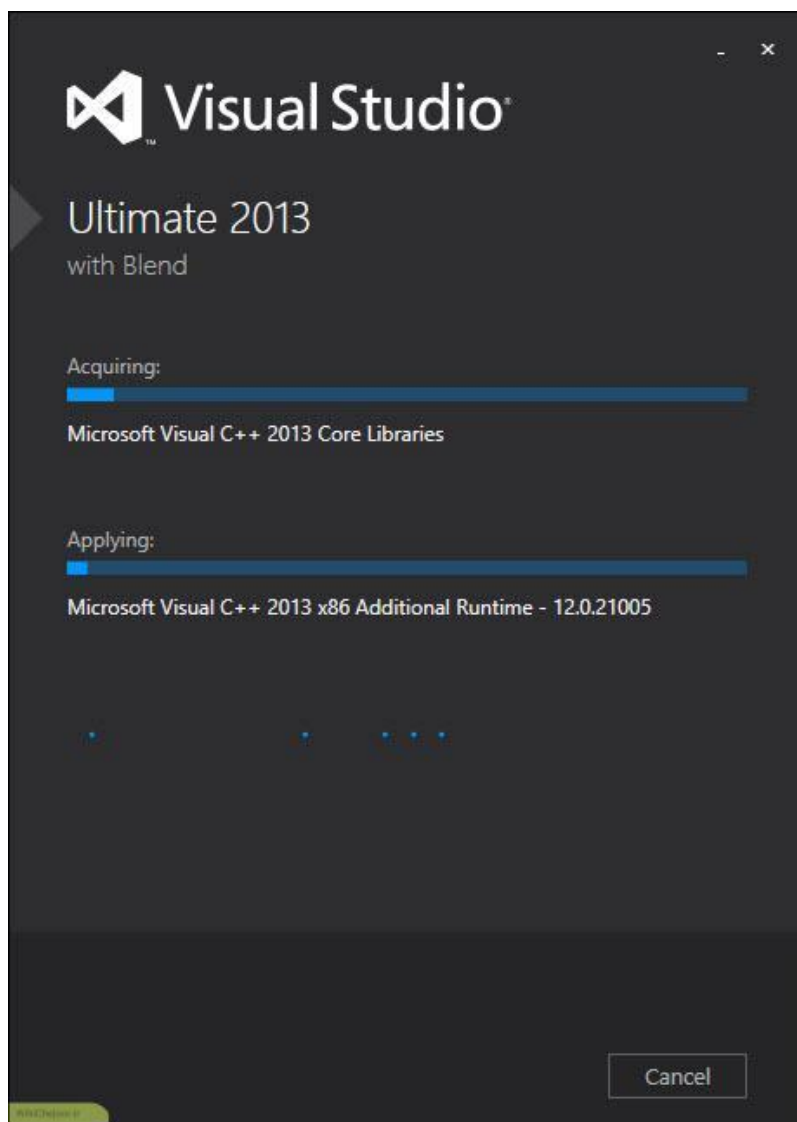 Visual Studio®
™
Ultimate 2013
with Blend
Acquiring:
Microsoft Visual C++ 2013 Core Libraries
Applying:
Microsoft Visual C++ 2013 x86 Additional Runtime - 12.0.21005
Cancel